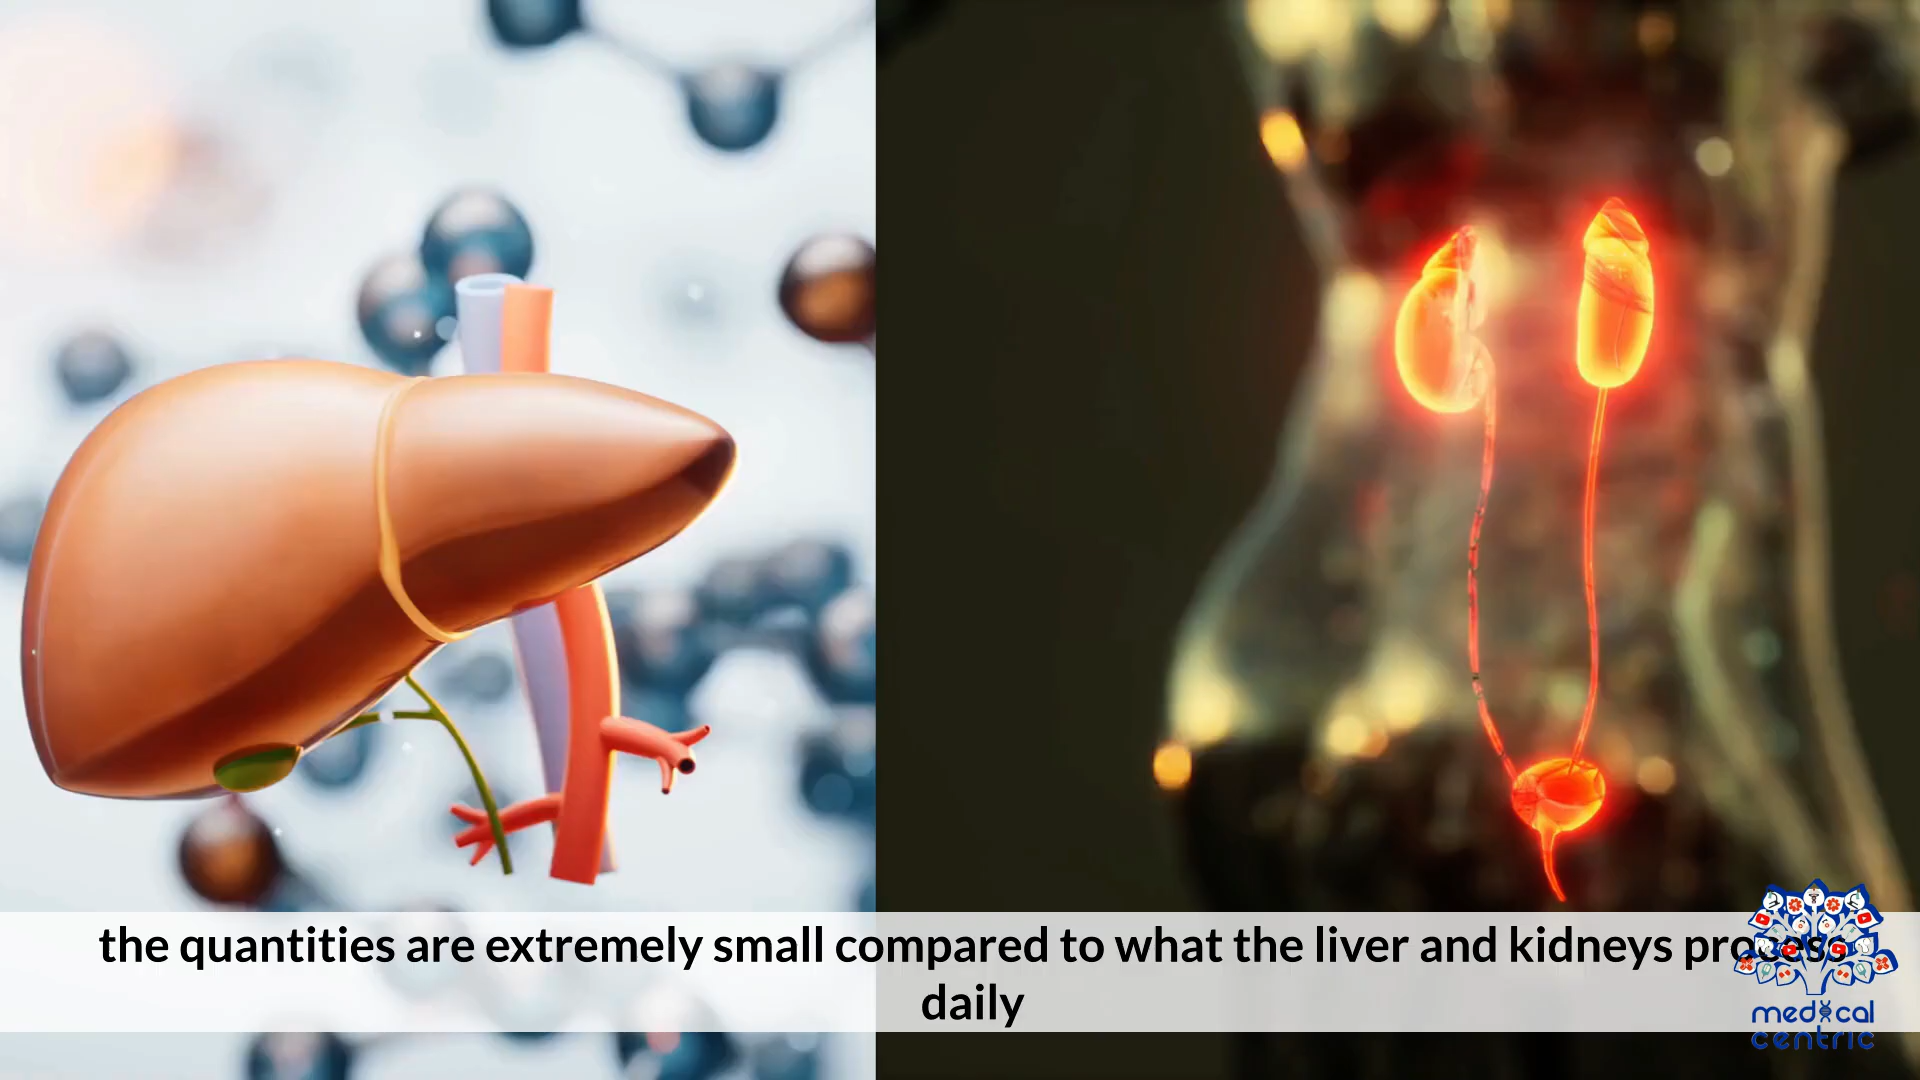 the quantities are extremely small compared to what the liver and kidneys process
daily
medical
centric